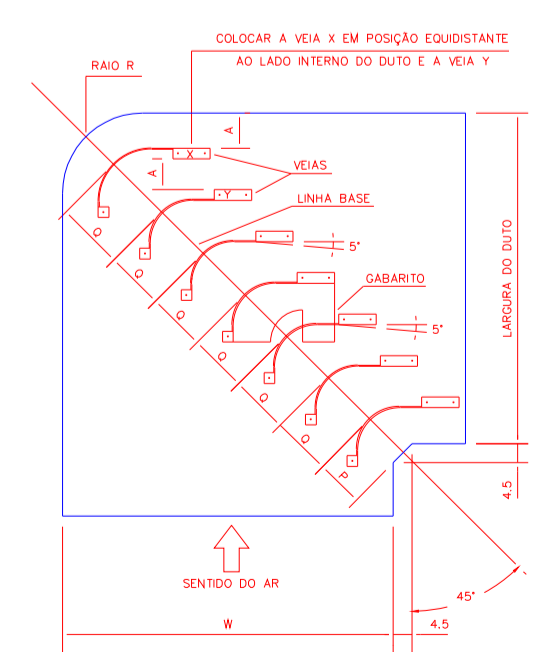 COLOCAR A VEIA X EM POSIÇÃO EQUIDISTANTE
AO LADO INTERNO DO DUTO E A VEIA Y
RAIO R
A
X
A
VEIAS
Y
LINHA BASE
5°
GABARITO
5°
LARGURA DO DUTO
Q
Q
Q
Q
Q
Q
P
4.5
SENTIDO DO AR
45°
W
4.5